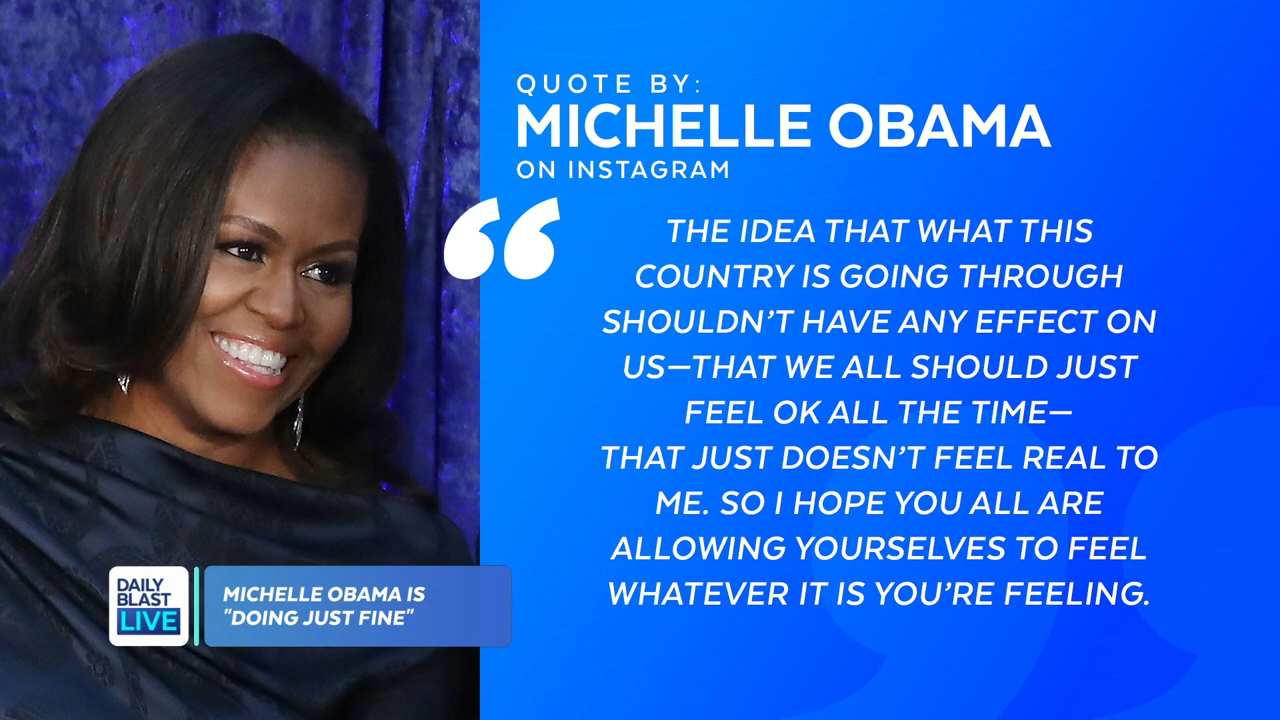 QUOTE BY:
MICHELLE OBAMA
ON INSTAGRAM
“
THE IDEA THAT WHAT THIS
COUNTRY IS GOING THROUGH
SHOULDN’T HAVE ANY EFFECT ON
US—THAT WE ALL SHOULD JUST
FEEL OK ALL THE TIME—
THAT JUST DOESN’T FEEL REAL TO
ME. SO I HOPE YOU ALL ARE
ALLOWING YOURSELVES TO FEEL
WHATEVER IT IS YOU’RE FEELING.
DAILY
BLAST
LIVE
MICHELLE OBAMA IS
"DOING JUST FINE"